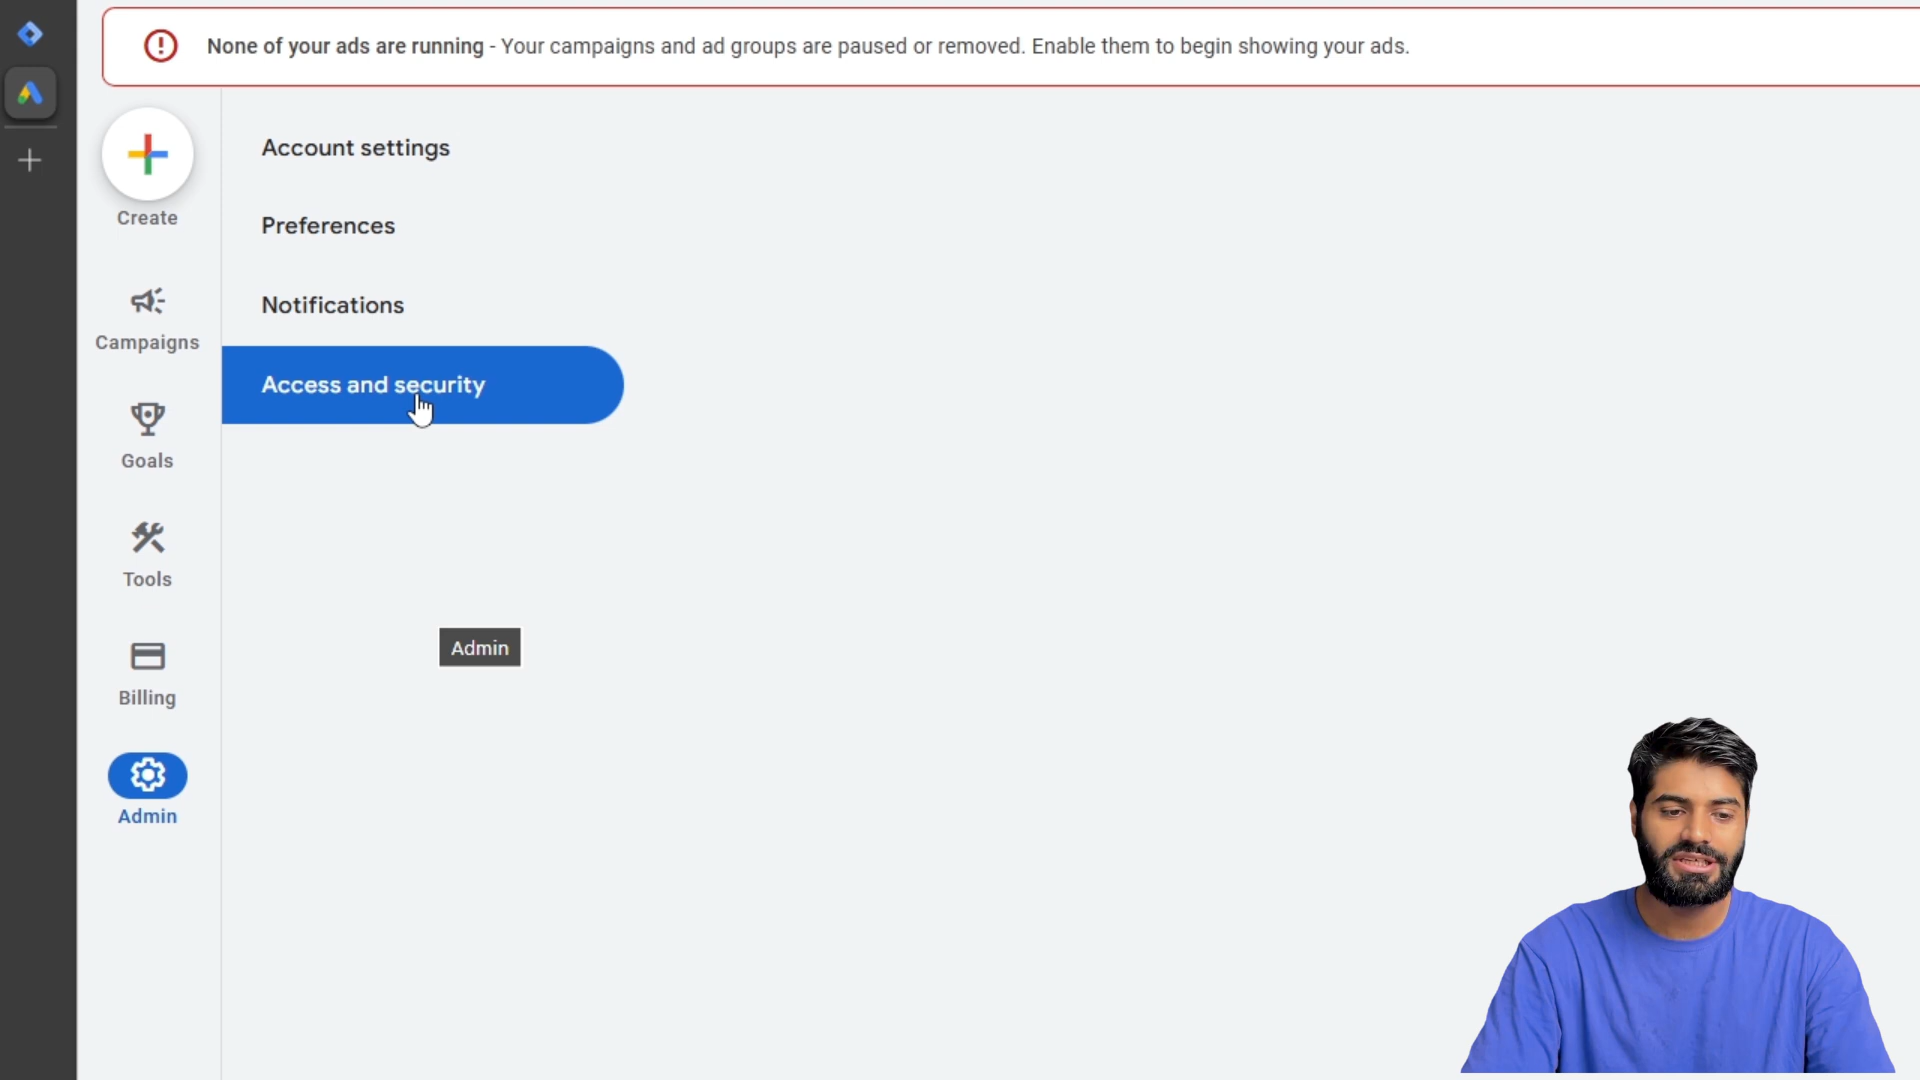 None of your ads are running - Your campaigns and ad groups are paused or removed. Enable them to begin showing your ads.
Create
Campaigns
Goals
Tools
Billing
Admin
Account settings
Preferences
Notifications
Access and security
Admin